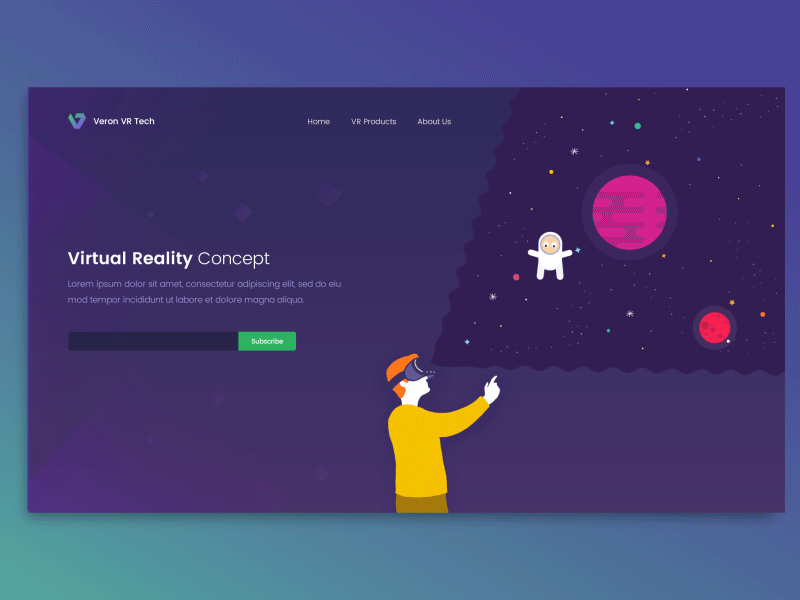 Veron VR Tech
Home
VR Products
About Us
Virtual Reality Concept
Lorem ipsum dolor sit amet, consectetur adipiscing elit, sed do eiu
mod tempor incididunt ut labore et dolore magna aliqua.
Subscribe